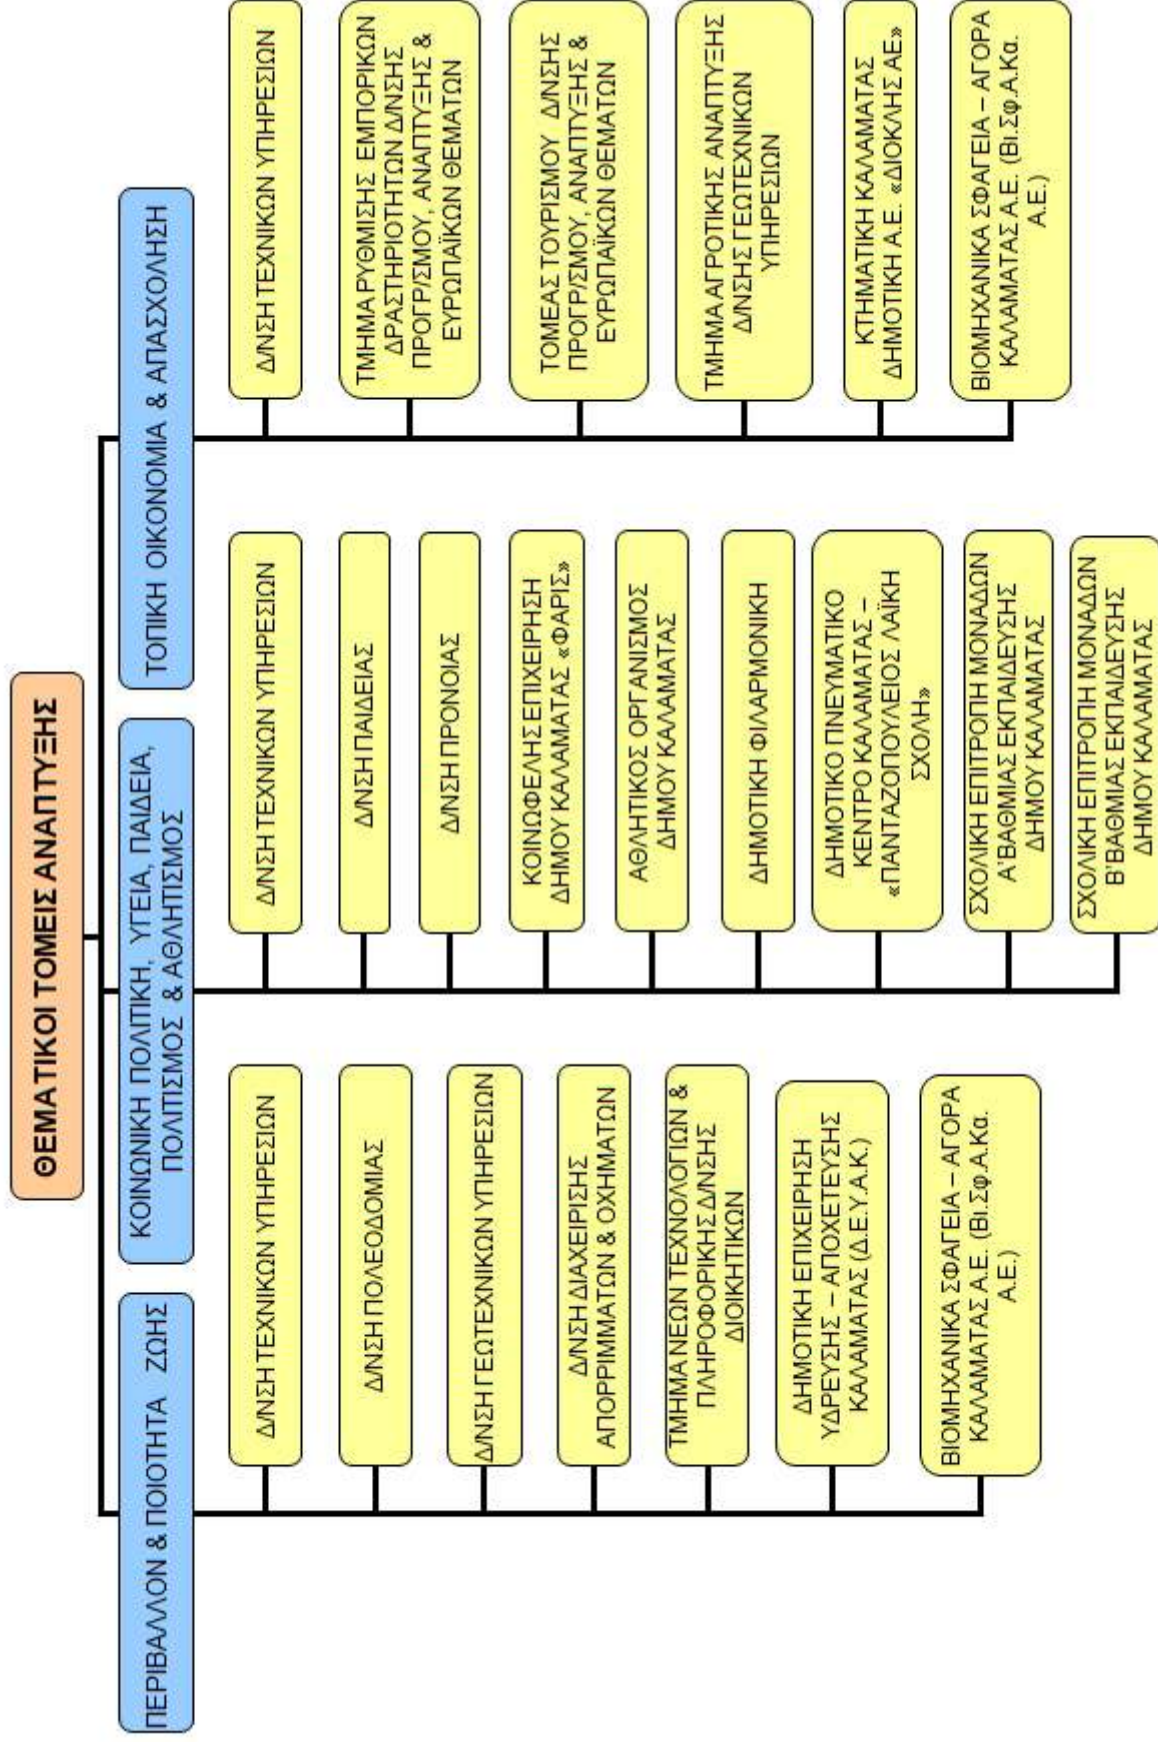 ΘΕΜΑΤΙΚΟΙ ΤΟΜΕΙΣ ΑΝΑΠΤΥΞΗΣ
ΠΕΡΙΒΑΛΛΟΝ & ΠΟΙΟΤΗΤΑ ΖΩΗΣ
Δ/ΝΣΗ ΤΕΧΝΙΚΩΝ ΥΠΗΡΕΣΙΩΝ
Δ/ΝΣΗ ΠΟΛΕΟΔΟΜΙΑΣ
Δ/ΝΣΗ ΓΕΩΤΕΧΝΙΚΩΝ ΥΠΗΡΕΣΙΩΝ
Δ/ΝΣΗ ΔΙΑΧΕΙΡΙΣΗΣ
ΑΠΟΡΡΙΜΜΑΤΩΝ & ΟΧΗΜΑΤΩΝ
ΤΜΗΜΑ ΝΕΩΝ ΤΕΧΝΟΛΟΓΙΩΝ &
ΠΛΗΡΟΦΟΡΙΚΗΣ Δ/ΝΣΗΣ
ΔΙΟΙΚΗΤΙΚΩΝ
ΔΗΜΟΤΙΚΗ ΕΠΙΧΕΙΡΗΣΗ
ΥΔΡΕΥΣΗΣ – ΑΠΟΧΕΤΕΥΣΗΣ
ΚΑΛΑΜΑΤΑΣ (Δ.Ε.Υ.Α.Κ.)
ΒΙΟΜΗΧΑΝΙΚΑ ΣΦΑΓΕΙΑ – ΑΓΟΡΑ
ΚΑΛΑΜΑΤΑΣ Α.Ε. (Βι.Σφ.Α.Κα.
Α.Ε.)
ΚΟΙΝΩΝΙΚΗ ΠΟΛΙΤΙΚΗ, ΥΓΕΙΑ, ΠΑΙΔΕΙΑ,
ΠΟΛΙΤΙΣΜΟΣ & ΑΘΛΗΤΙΣΜΟΣ
Δ/ΝΣΗ ΤΕΧΝΙΚΩΝ ΥΠΗΡΕΣΙΩΝ
Δ/ΝΣΗ ΠΑΙΔΕΙΑΣ
Δ/ΝΣΗ ΠΡΟΝΟΙΑΣ
ΚΟΙΝΩΦΕΛΗΣ ΕΠΙΧΕΙΡΗΣΗ
ΔΗΜΟΥ ΚΑΛΑΜΑΤΑΣ «ΦΑΡΙΣ»
ΑΘΛΗΤΙΚΟΣ ΟΡΓΑΝΙΣΜΟΣ
ΔΗΜΟΥ ΚΑΛΑΜΑΤΑΣ
ΔΗΜΟΤΙΚΗ ΦΙΛΑΡΜΟΝΙΚΗ
ΔΗΜΟΤΙΚΟ ΠΝΕΥΜΑΤΙΚΟ
ΚΕΝΤΡΟ ΚΑΛΑΜΑΤΑΣ –
«ΠΑΝΤΑΖΟΠΟΥΛΕΙΟΣ ΛΑΪΚΗ
ΣΧΟΛΗ»
ΣΧΟΛΙΚΗ ΕΠΙΤΡΟΠΗ ΜΟΝΑΔΩΝ
Α'ΒΑΘΜΙΑΣ ΕΚΠΑΙΔΕΥΣΗΣ
ΔΗΜΟΥ ΚΑΛΑΜΑΤΑΣ
ΣΧΟΛΙΚΗ ΕΠΙΤΡΟΠΗ ΜΟΝΑΔΩΝ
Β'ΒΑΘΜΙΑΣ ΕΚΠΑΙΔΕΥΣΗΣ
ΔΗΜΟΥ ΚΑΛΑΜΑΤΑΣ
ΤΟΠΙΚΗ ΟΙΚΟΝΟΜΙΑ & ΑΠΑΣΧΟΛΗΣΗ
Δ/ΝΣΗ ΤΕΧΝΙΚΩΝ ΥΠΗΡΕΣΙΩΝ
ΤΜΗΜΑ ΡΥΘΜΙΣΗΣ ΕΜΠΟΡΙΚΩΝ
ΔΡΑΣΤΗΡΙΟΤΗΤΩΝ Δ/ΝΣΗΣ
ΠΡΟΓΡ/ΣΜΟΥ, ΑΝΑΠΤΥΞΗΣ &
ΕΥΡΩΠΑΪΚΩΝ ΘΕΜΑΤΩΝ
ΤΟΜΕΑΣ ΤΟΥΡΙΣΜΟΥ Δ/ΝΣΗΣ
ΠΡΟΓΡ/ΣΜΟΥ, ΑΝΑΠΤΥΞΗΣ &
ΕΥΡΩΠΑΪΚΩΝ ΘΕΜΑΤΩΝ
ΤΜΗΜΑ ΑΓΡΟΤΙΚΗΣ ΑΝΑΠΤΥΞΗΣ
Δ/ΝΣΗΣ ΓΕΩΤΕΧΝΙΚΩΝ
ΥΠΗΡΕΣΙΩΝ
ΚΤΗΜΑΤΙΚΗ ΚΑΛΑΜΑΤΑΣ
ΔΗΜΟΤΙΚΗ Α.Ε. «ΔΙΟΚΛΗΣ ΑΕ»
ΒΙΟΜΗΧΑΝΙΚΑ ΣΦΑΓΕΙΑ – ΑΓΟΡΑ
ΚΑΛΑΜΑΤΑΣ Α.Ε. (Βι.Σφ.Α.Κα.
Α.Ε.)